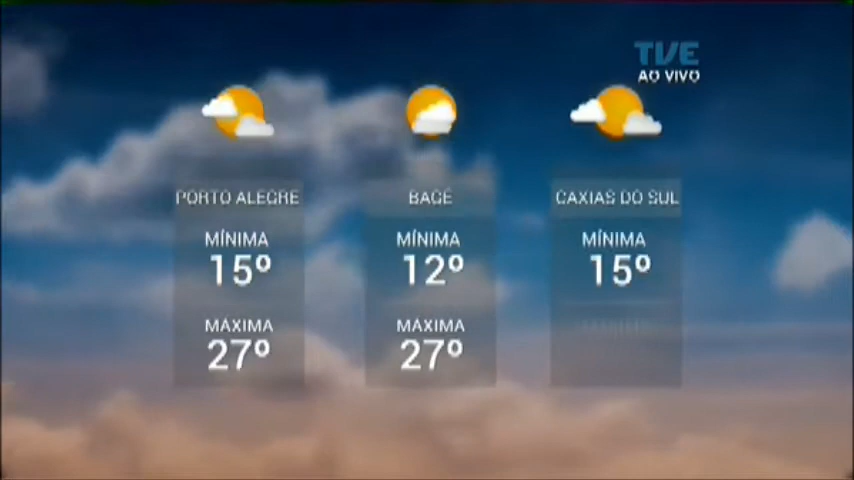 TVE
AO VIVO
PORTO ALEGRE
BAGÉ
CAXIAS DO SUL
MÍNIMA
15º
MÍNIMA
12º
MÍNIMA
15º
MÁXIMA
27º
MÁXIMA
27º